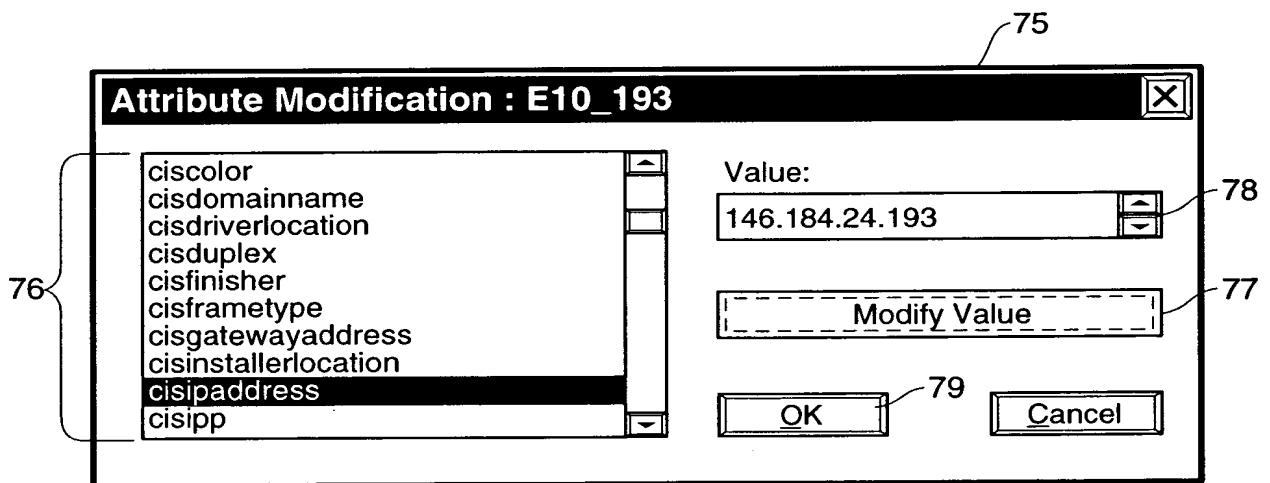 75
Attribute Modification : E10_193
76
ciscolor
cisdomainname
cisdriverlocation
cisduplex
cisfinisher
cisframetype
cisgatewayaddress
cisinstallerlocation
cisipaddress
cisipp
Value:
146.184.24.193
78
Modify Value
77
OK
79
Cancel